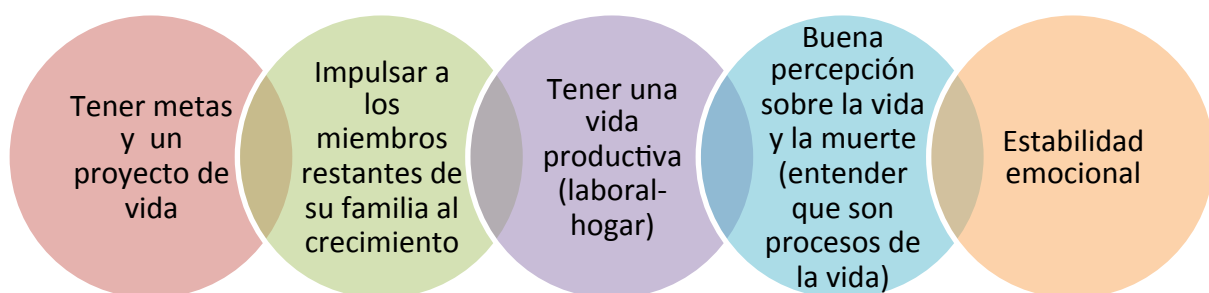 Tener metas
y un
proyecto de
vida
Impulsar a
los
miembros
restantes de
su familia al
crecimiento
Tener una
vida
productiva
(laboral-
hogar)
Buena
percepción
sobre la vida
y la muerte
(entender
que son
procesos de
la vida)
Estabilidad
emocional